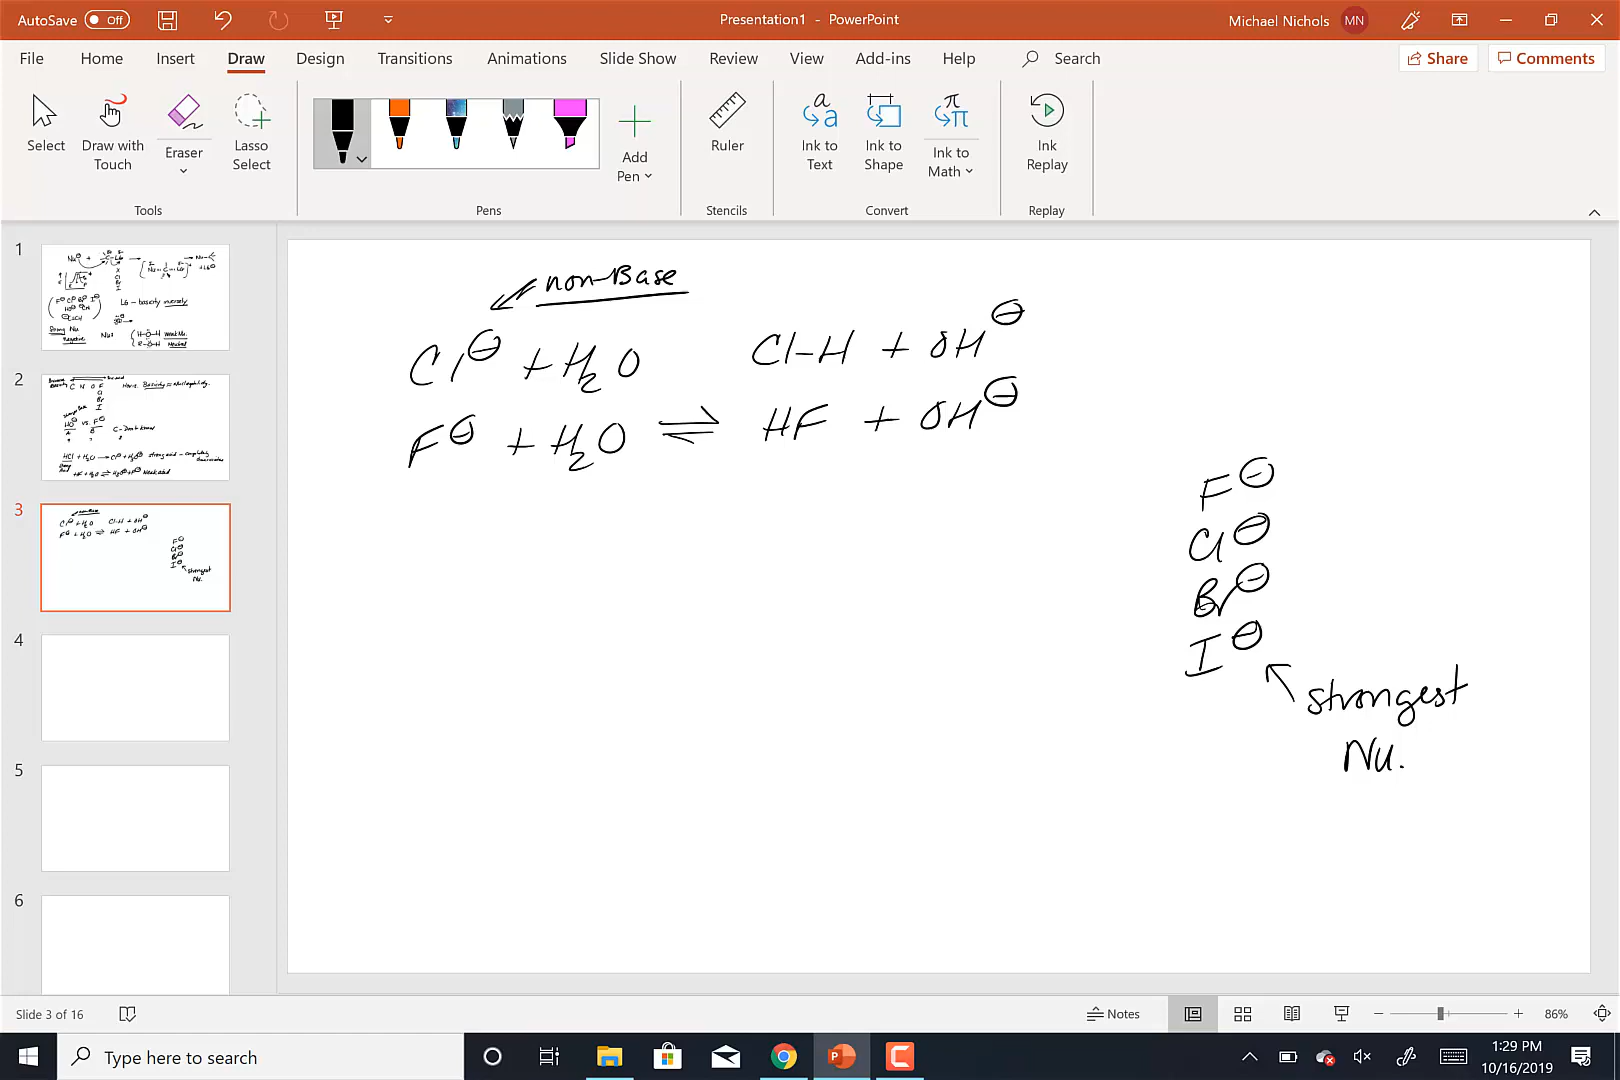 AutoSave Off Presentation1 - PowerPoint Michael Nichols MN
File Home Insert Draw Design Transitions Animations Slide Show Review View Add-ins Help Search Share Comments
Select
Draw with Touch
Eraser
Lasso Select
Add Pen
Ruler
Ink to Text
Ink to Shape
Ink to Math
Ink Replay
Tools Pens Stencils Convert Replay
1
2
3
4
5
6
non-Base
Cl⊖ + H₂O Cl-H + OH⊖
F⊖ + H₂O ⇌ HF + OH⊖
F⊖
Cl⊖
Br⊖
I⊖
strongest
Nu.
Slide 3 of 16 Notes 86%
Type here to search
1:29 PM
10/16/2019